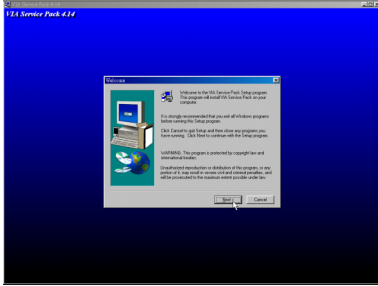 VIA Service Pack 4.14
VIA Service Pack 4.14
Welcome
Welcome to the VIA Service Pack Setup program.
This program will install VIA Service Pack on your
computer.
It is strongly recommended that you exit all Windows programs
before running this Setup program.
Click Cancel to quit Setup and then close any programs you
have running. Click Next to continue with the Setup program.
WARNING: This program is protected by copyright law and
international treaties.
Unauthorized reproduction or distribution of this program, or any
portion of it, may result in severe civil and criminal penalties, and
will be prosecuted to the maximum extent possible under law.
Next >
Cancel